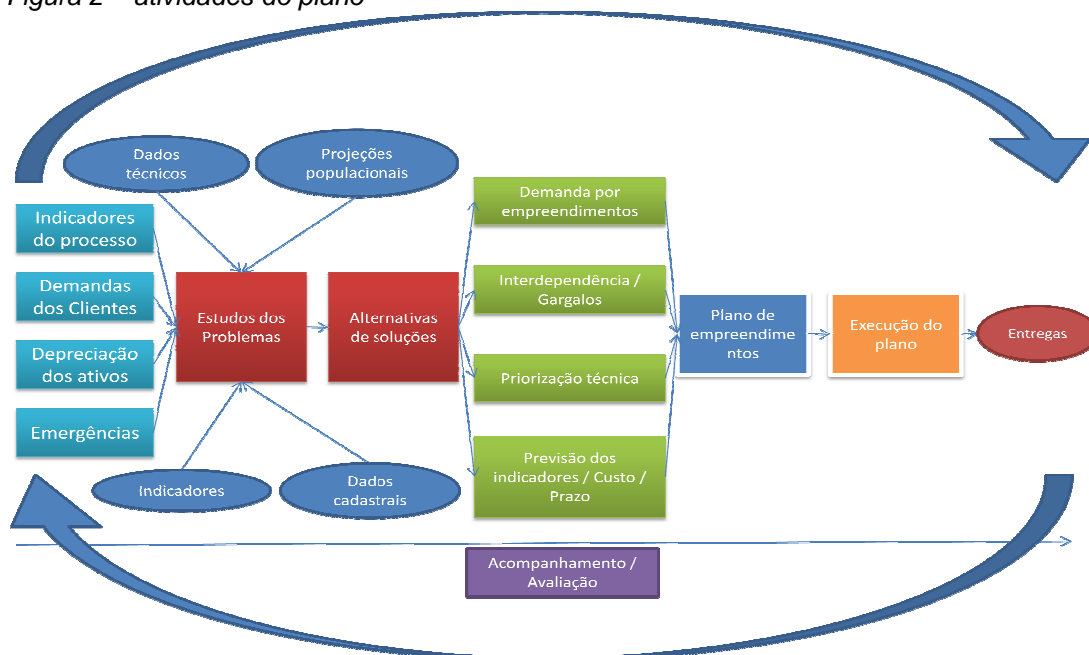 Figura 2 – atividades do plano
Dados
técnicos
Projeções
populacionais
Indicadores
do processo
Demandas
dos Clientes
Depreciação
dos ativos
Emergências
Estudos dos
Problemas
Alternativas
de soluções
Indicadores
Dados
cadastrais
Demanda por
empreendimentos
Interdependência /
Gargalos
Priorização técnica
Previsão dos
indicadores / Custo /
Prazo
Plano de
empreendime
ntos
Execução do
plano
Entregas
Acompanhamento /
Avaliação